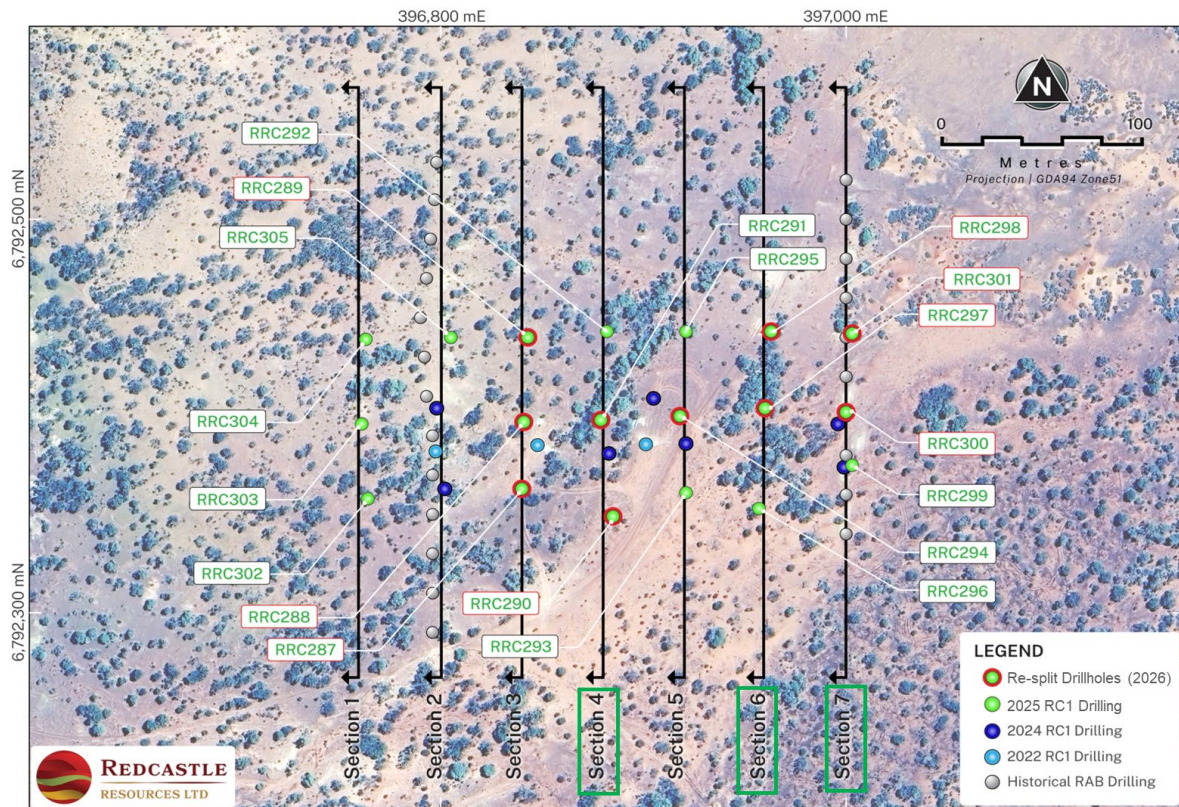 396,800 mE
397,000 mE
N
0
100
Metres
Projection | GDA94 Zone51
6,792,500 mN
6,792,300 mN
RRC292
RRC289
RRC305
RRC291
RRC295
RRC298
RRC301
RRC297
RRC304
RRC303
RRC302
RRC288
RRC287
RRC290
RRC293
RRC300
RRC299
RRC294
RRC296
Section 1
Section 2
Section 3
Section 4
Section 5
Section 6
Section 7
LEGEND
Re-split Drillholes (2026)
2025 RC1 Drilling
2024 RC1 Drilling
2022 RC1 Drilling
Historical RAB Drilling
REDCASTLE
RESOURCES LTD